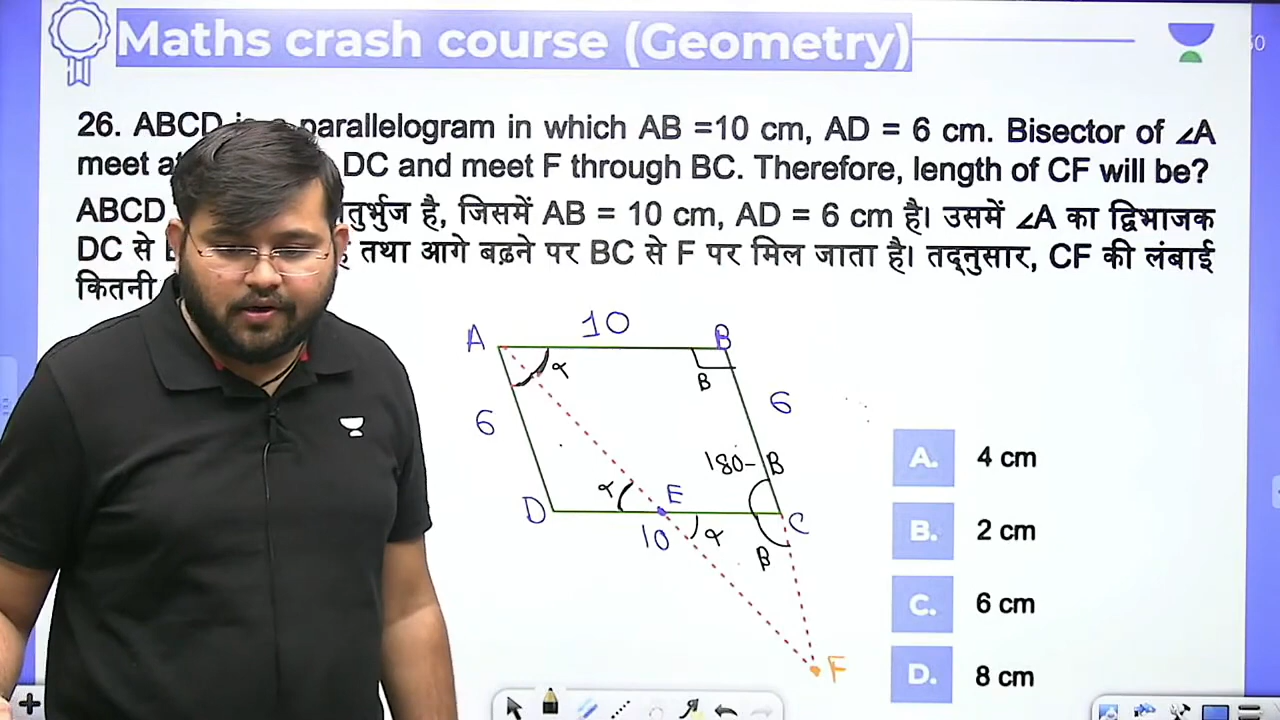 Maths crash course (Geometry)
26. ABCD parallelogram in which AB =10 cm, AD = 6 cm. Bisector of ∠A
meet DC and meet F through BC. Therefore, length of CF will be?
ABCD है, जिसमें AB = 10 cm, AD = 6 cm है। उसमें ∠A का द्विभाजक
DC से तथा आगे बढ़ने पर BC से F पर मिल जाता है। तद्नुसार, CF की लंबाई
कितनी
A 10 B
α
B
6
6
180-B
α E
D C
10 α
B
F
A. 4 cm
B. 2 cm
C. 6 cm
D. 8 cm